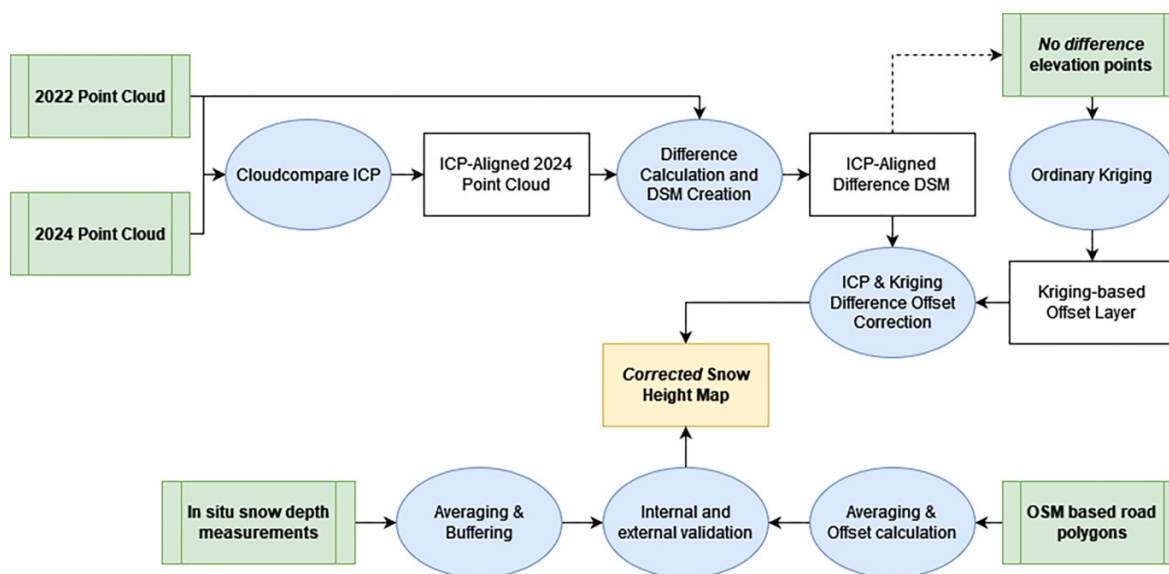 2022 Point Cloud
2024 Point Cloud
Cloudcompare ICP
ICP-Aligned 2024
Point Cloud
Difference
Calculation and
DSM Creation
ICP-Aligned
Difference DSM
No difference
elevation points
Ordinary Kriging
Kriging-based
Offset Layer
ICP & Kriging
Difference Offset
Correction
Corrected Snow
Height Map
In situ snow depth
measurements
Averaging &
Buffering
Internal and
external validation
Averaging &
Offset calculation
OSM based road
polygons